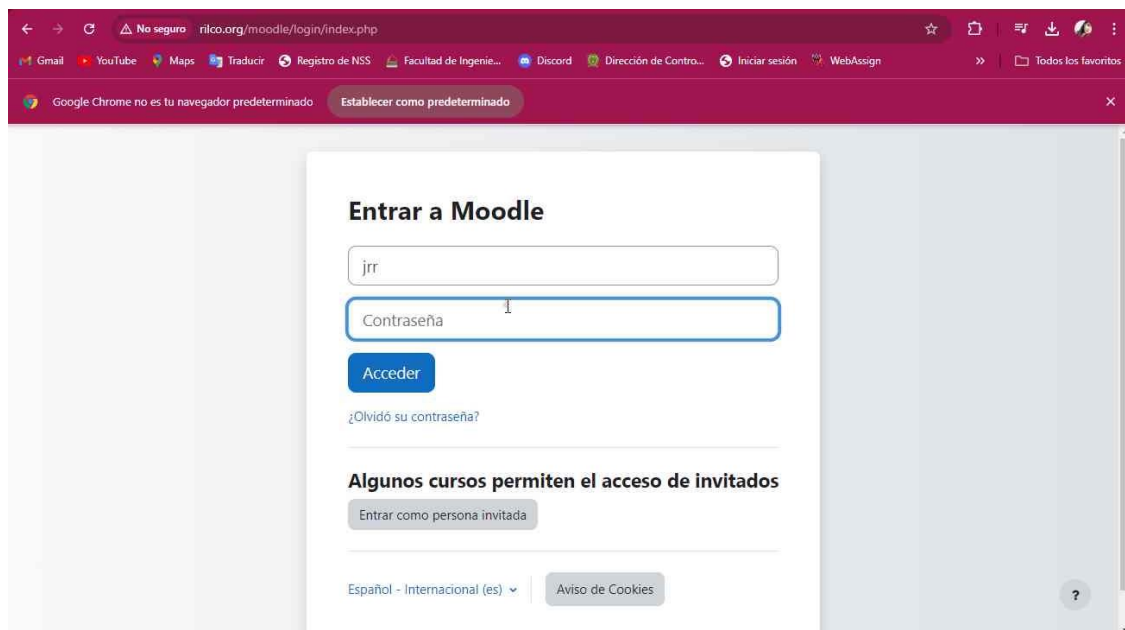 No seguro rilco.org/moodle/login/index.php
Gmail YouTube Maps Traducir Registro de NSS Facultad de Ingenie... Discord Dirección de Contro... Iniciar sesión WebAssign » Todos los favoritos
Google Chrome no es tu navegador predeterminado Establecer como predeterminado
Entrar a Moodle
jrr
Contraseña
Acceder
¿Olvidó su contraseña?
Algunos cursos permiten el acceso de invitados
Entrar como persona invitada
Español - Internacional (es) Aviso de Cookies
?